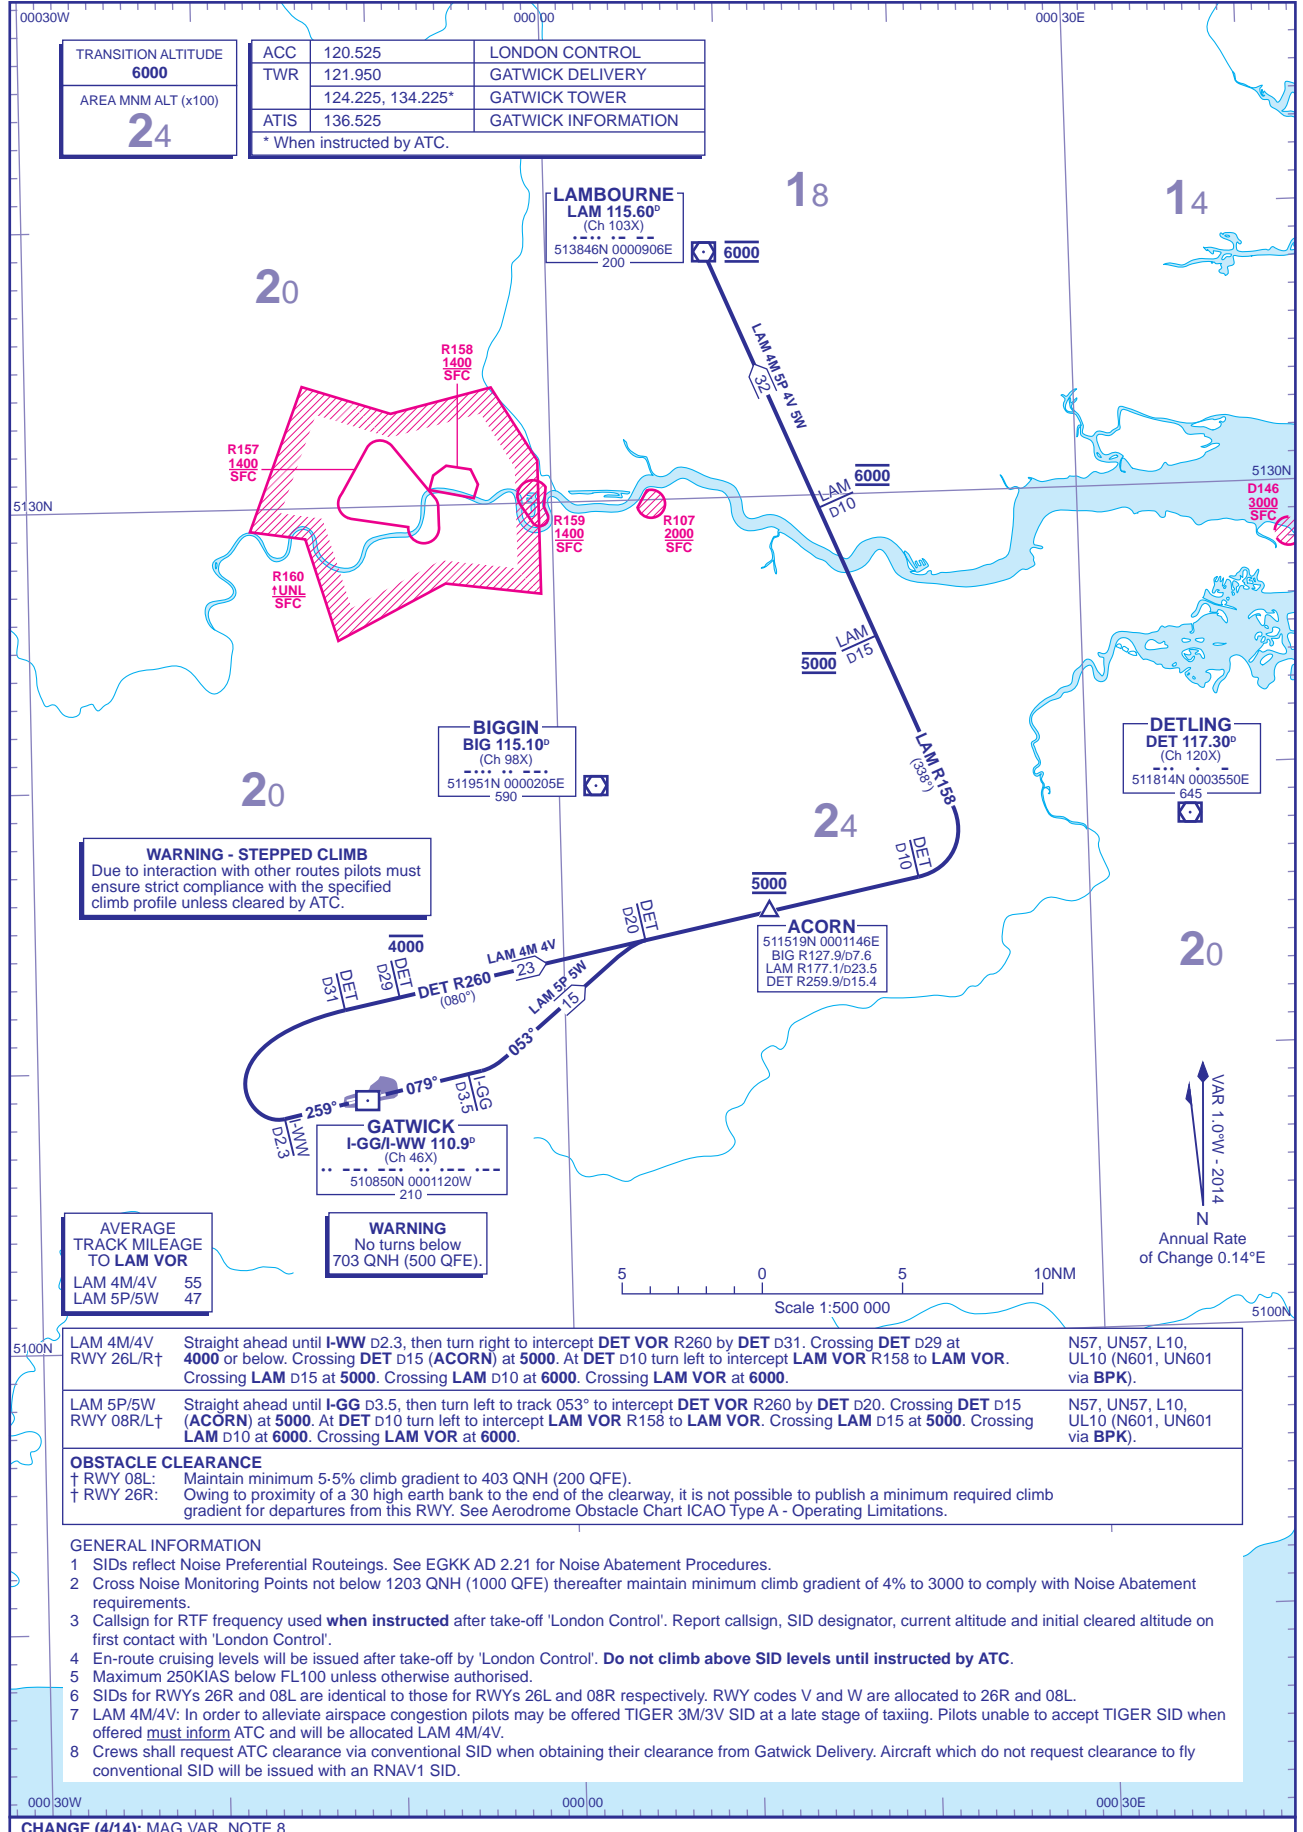 00030W
000 00
000 30E
TRANSITION ALTITUDE
6000
AREA MNM ALT (x100)
24
ACC 120.525 LONDON CONTROL
TWR 121.950 GATWICK DELIVERY
124.225, 134.225* GATWICK TOWER
ATIS 136.525 GATWICK INFORMATION
* When instructed by ATC.
18
14
LAMBOURNE
LAM 115.60ᴰ
(Ch 103X)
513846N 0000906E
200
6000
20
LAM 4M 5P 4V 5W
32
R158
1400
SFC
R157
1400
SFC
5130N
5130N
LAM
D10
6000
D146
3000
SFC
R159
1400
SFC
R107
2000
SFC
R160
†UNL
SFC
LAM
D15
5000
BIGGIN
BIG 115.10ᴰ
(Ch 98X)
511951N 0000205E
590
DETLING
DET 117.30ᴰ
(Ch 120X)
511814N 0003550E
645
LAM R158
(338°)
20
24
WARNING - STEPPED CLIMB
Due to interaction with other routes pilots must
ensure strict compliance with the specified
climb profile unless cleared by ATC.
DET
D10
5000
ACORN
511519N 0001146E
BIG R127.9/D7.6
LAM R177.1/D23.5
DET R259.9/D15.4
DET
D20
20
4000
DET
D31
DET
D29
DET R260
(080°)
LAM 4M 4V
23
LAM 5P 5W
15
053°
079°
259°
I-GG
D3.5
I-WW
D2.3
GATWICK
I-GG/I-WW 110.9ᴰ
(Ch 46X)
510850N 0001120W
210
VAR 1.0°W - 2014
N
Annual Rate
of Change 0.14°E
AVERAGE
TRACK MILEAGE
TO LAM VOR
LAM 4M/4V 55
LAM 5P/5W 47
WARNING
No turns below
703 QNH (500 QFE).
5 0 5 10NM
Scale 1:500 000
5100N
5100N
LAM 4M/4V Straight ahead until I-WW D2.3, then turn right to intercept DET VOR R260 by DET D31. Crossing DET D29 at N57, UN57, L10,
RWY 26L/R† 4000 or below. Crossing DET D15 (ACORN) at 5000. At DET D10 turn left to intercept LAM VOR R158 to LAM VOR. UL10 (N601, UN601
Crossing LAM D15 at 5000. Crossing LAM D10 at 6000. Crossing LAM VOR at 6000. via BPK).
LAM 5P/5W Straight ahead until I-GG D3.5, then turn left to track 053° to intercept DET VOR R260 by DET D20. Crossing DET D15 N57, UN57, L10,
RWY 08R/L† (ACORN) at 5000. At DET D10 turn left to intercept LAM VOR R158 to LAM VOR. Crossing LAM D15 at 5000. Crossing UL10 (N601, UN601
LAM D10 at 6000. Crossing LAM VOR at 6000. via BPK).
OBSTACLE CLEARANCE
† RWY 08L: Maintain minimum 5·5% climb gradient to 403 QNH (200 QFE).
† RWY 26R: Owing to proximity of a 30 high earth bank to the end of the clearway, it is not possible to publish a minimum required climb
gradient for departures from this RWY. See Aerodrome Obstacle Chart ICAO Type A - Operating Limitations.
GENERAL INFORMATION
1 SIDs reflect Noise Preferential Routeings. See EGKK AD 2.21 for Noise Abatement Procedures.
2 Cross Noise Monitoring Points not below 1203 QNH (1000 QFE) thereafter maintain minimum climb gradient of 4% to 3000 to comply with Noise Abatement
requirements.
3 Callsign for RTF frequency used when instructed after take-off 'London Control'. Report callsign, SID designator, current altitude and initial cleared altitude on
first contact with 'London Control'.
4 En-route cruising levels will be issued after take-off by 'London Control'. Do not climb above SID levels until instructed by ATC.
5 Maximum 250KIAS below FL100 unless otherwise authorised.
6 SIDs for RWYs 26R and 08L are identical to those for RWYs 26L and 08R respectively. RWY codes V and W are allocated to 26R and 08L.
7 LAM 4M/4V: In order to alleviate airspace congestion pilots may be offered TIGER 3M/3V SID at a late stage of taxiing. Pilots unable to accept TIGER SID when
offered must inform ATC and will be allocated LAM 4M/4V.
8 Crews shall request ATC clearance via conventional SID when obtaining their clearance from Gatwick Delivery. Aircraft which do not request clearance to fly
conventional SID will be issued with an RNAV1 SID.
000 30W
000 00
000 30E
CHANGE (4/14): MAG VAR. NOTE 8.